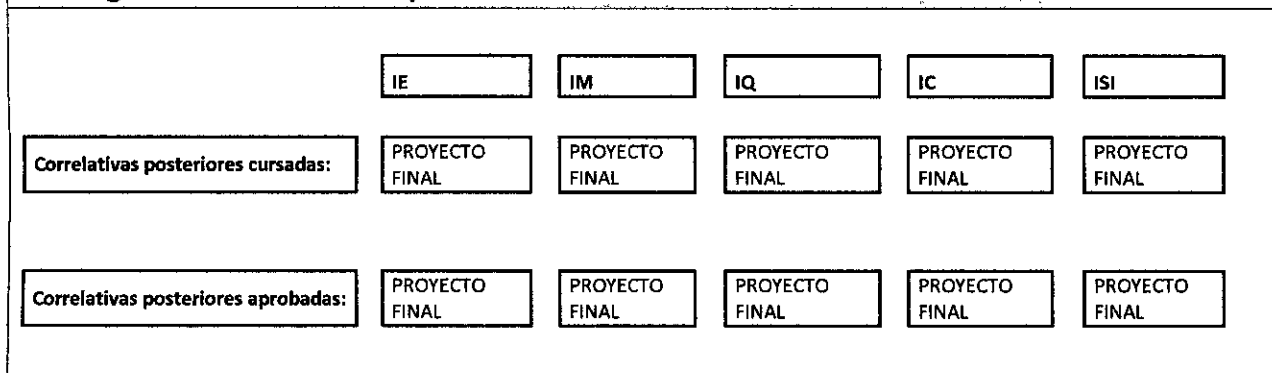 IE IM IQ IC ISI
Correlativas posteriores cursadas:
PROYECTO FINAL
PROYECTO FINAL
PROYECTO FINAL
PROYECTO FINAL
PROYECTO FINAL
Correlativas posteriores aprobadas:
PROYECTO FINAL
PROYECTO FINAL
PROYECTO FINAL
PROYECTO FINAL
PROYECTO FINAL